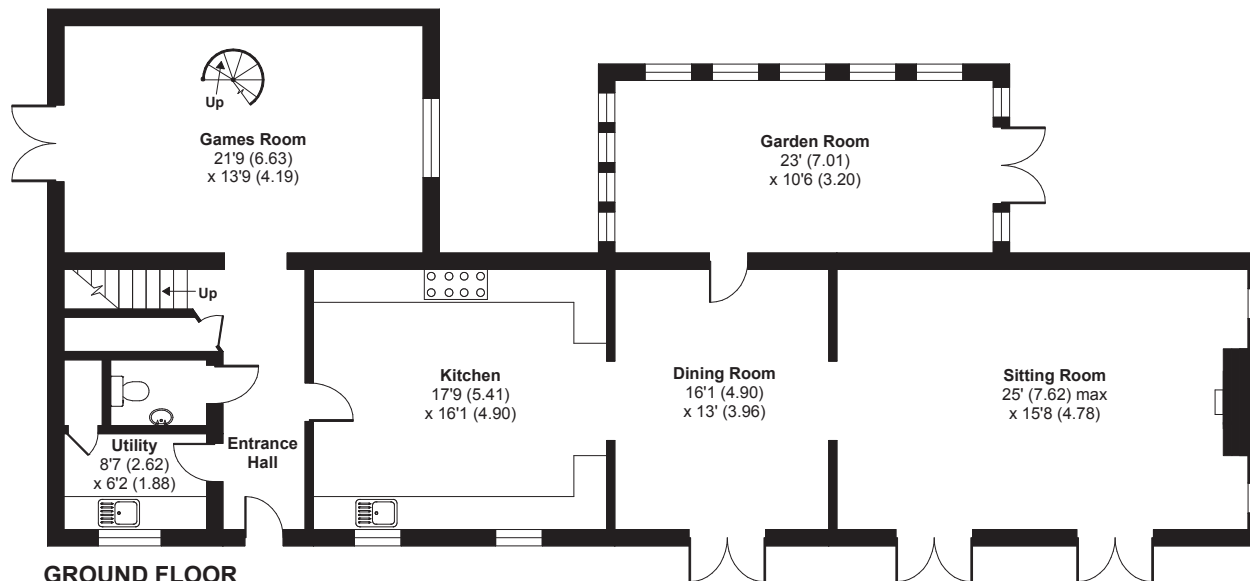 Up
Games Room
21'9 (6.63)
x 13'9 (4.19)
Garden Room
23' (7.01)
x 10'6 (3.20)
Up
Kitchen
17'9 (5.41)
x 16'1 (4.90)
Dining Room
16'1 (4.90)
x 13' (3.96)
Sitting Room
25' (7.62) max
x 15'8 (4.78)
Utility
8'7 (2.62)
x 6'2 (1.88)
Entrance
Hall
GROUND FLOOR